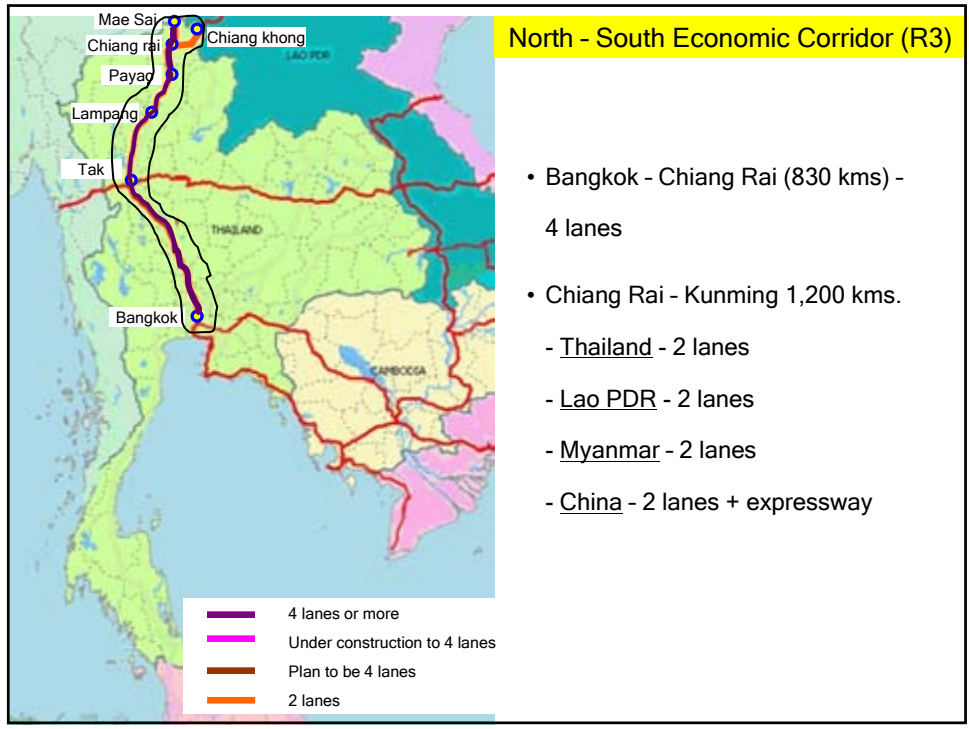 Mae Sai
Chiang rai
Chiang khong
LAO PDR
Payao
Lampang
Tak
THAILAND
Bangkok
CAMBODIA
4 lanes or more
Under construction to 4 lanes
Plan to be 4 lanes
2 lanes
North – South Economic Corridor (R3)
• Bangkok – Chiang Rai (830 kms) –
4 lanes
• Chiang Rai – Kunming 1,200 kms.
- Thailand - 2 lanes
- Lao PDR - 2 lanes
- Myanmar – 2 lanes
- China – 2 lanes + expressway